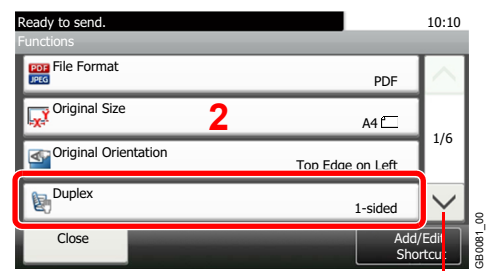 Ready to send. 10:10
Functions
PDF JPEG File Format
PDF
Original Size
2
A4
1/6
Original Orientation
Top Edge on Left
Duplex
1-sided
Close
Add/Edit
Shortcut
GB0081_00